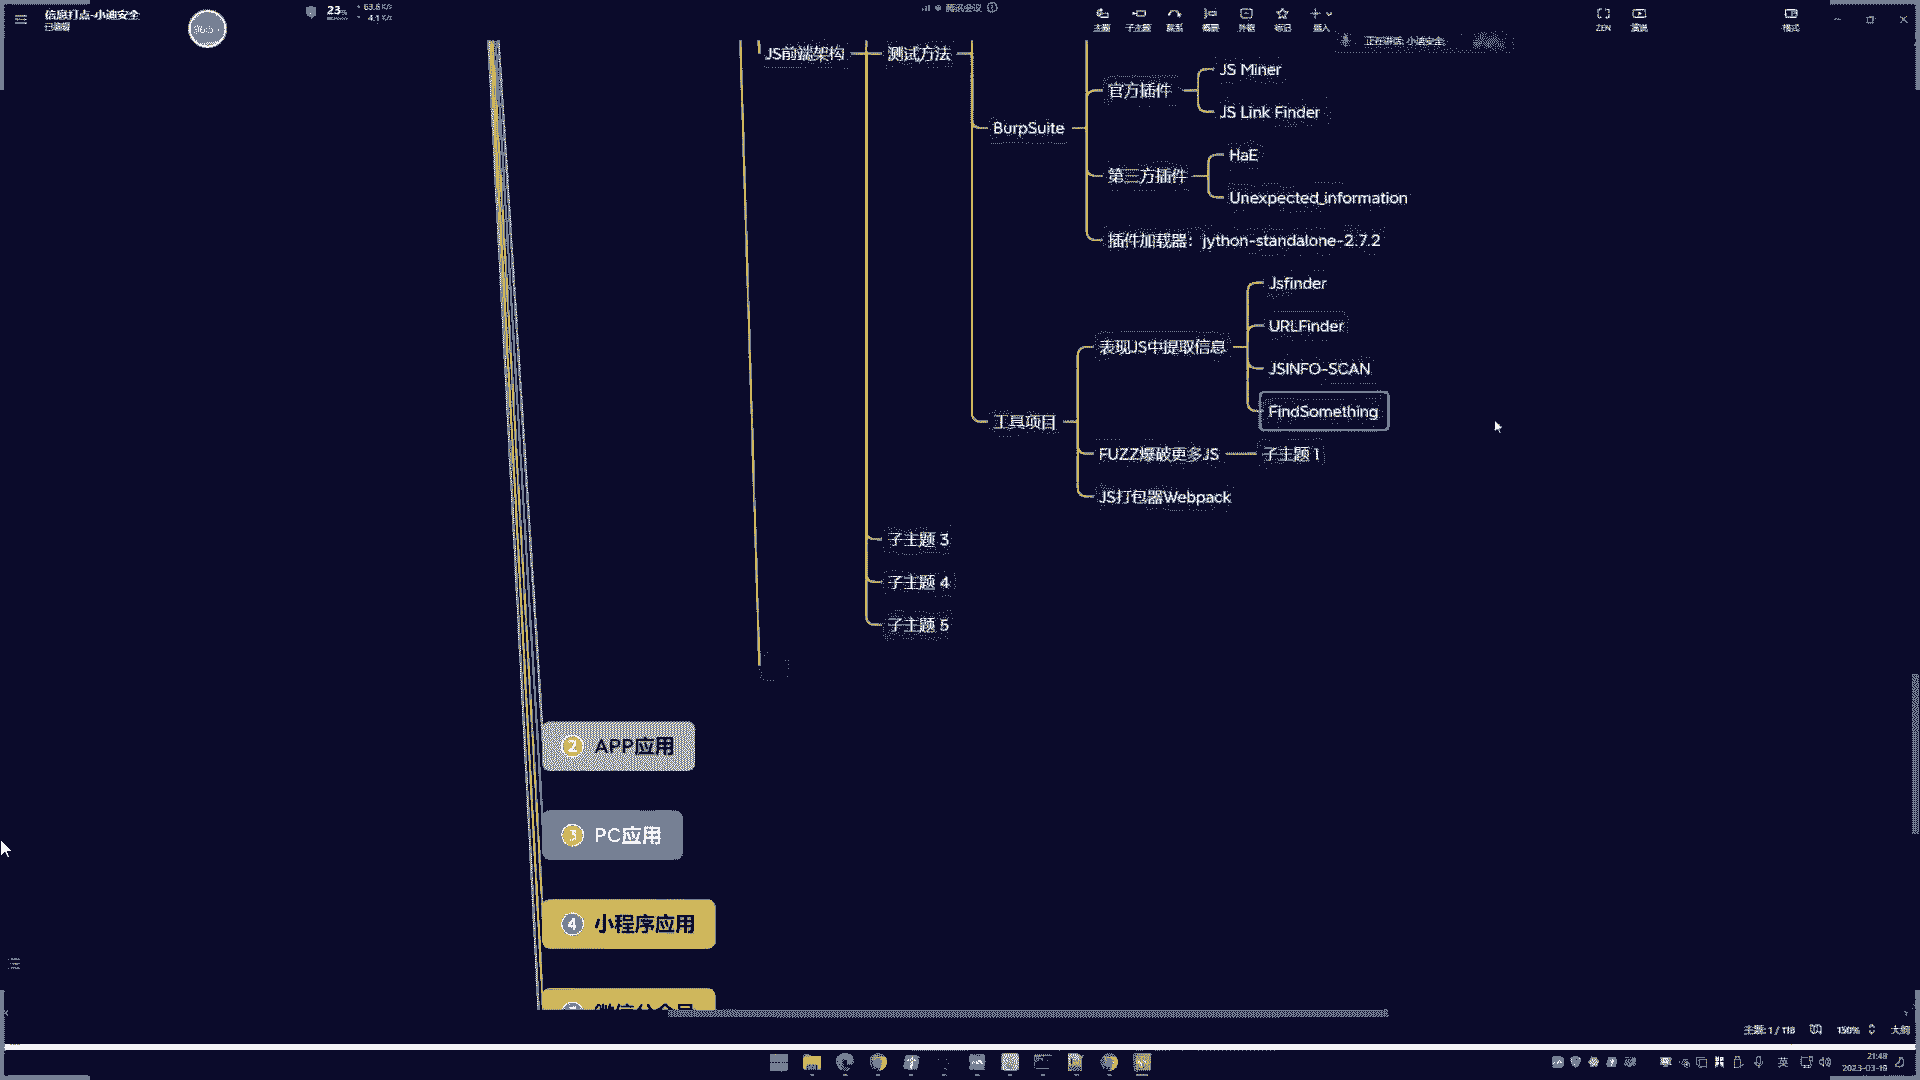 信息打点-小迪安全
已编辑
23%
63.6 K/s
4.1 K/s
腾讯会议
主题
子主题
联系
概要
外框
标记
插入
ZEN
演说
格式
正在讲话: 小迪安全
JS前端架构
测试方法
BurpSuite
官方插件
JS Miner
JS Link Finder
第三方插件
HaE
Unexpected_information
插件加载器：jython-standalone-2.7.2
工具项目
表现JS中提取信息
Jsfinder
URLFinder
JSINFO-SCAN
FindSomething
FUZZ爆破更多JS
子主题 1
JS打包器Webpack
子主题 3
子主题 4
子主题 5
2 APP应用
3 PC应用
4 小程序应用
主题: 1 / 118
150%
大纲
英
21:48
2023-03-19